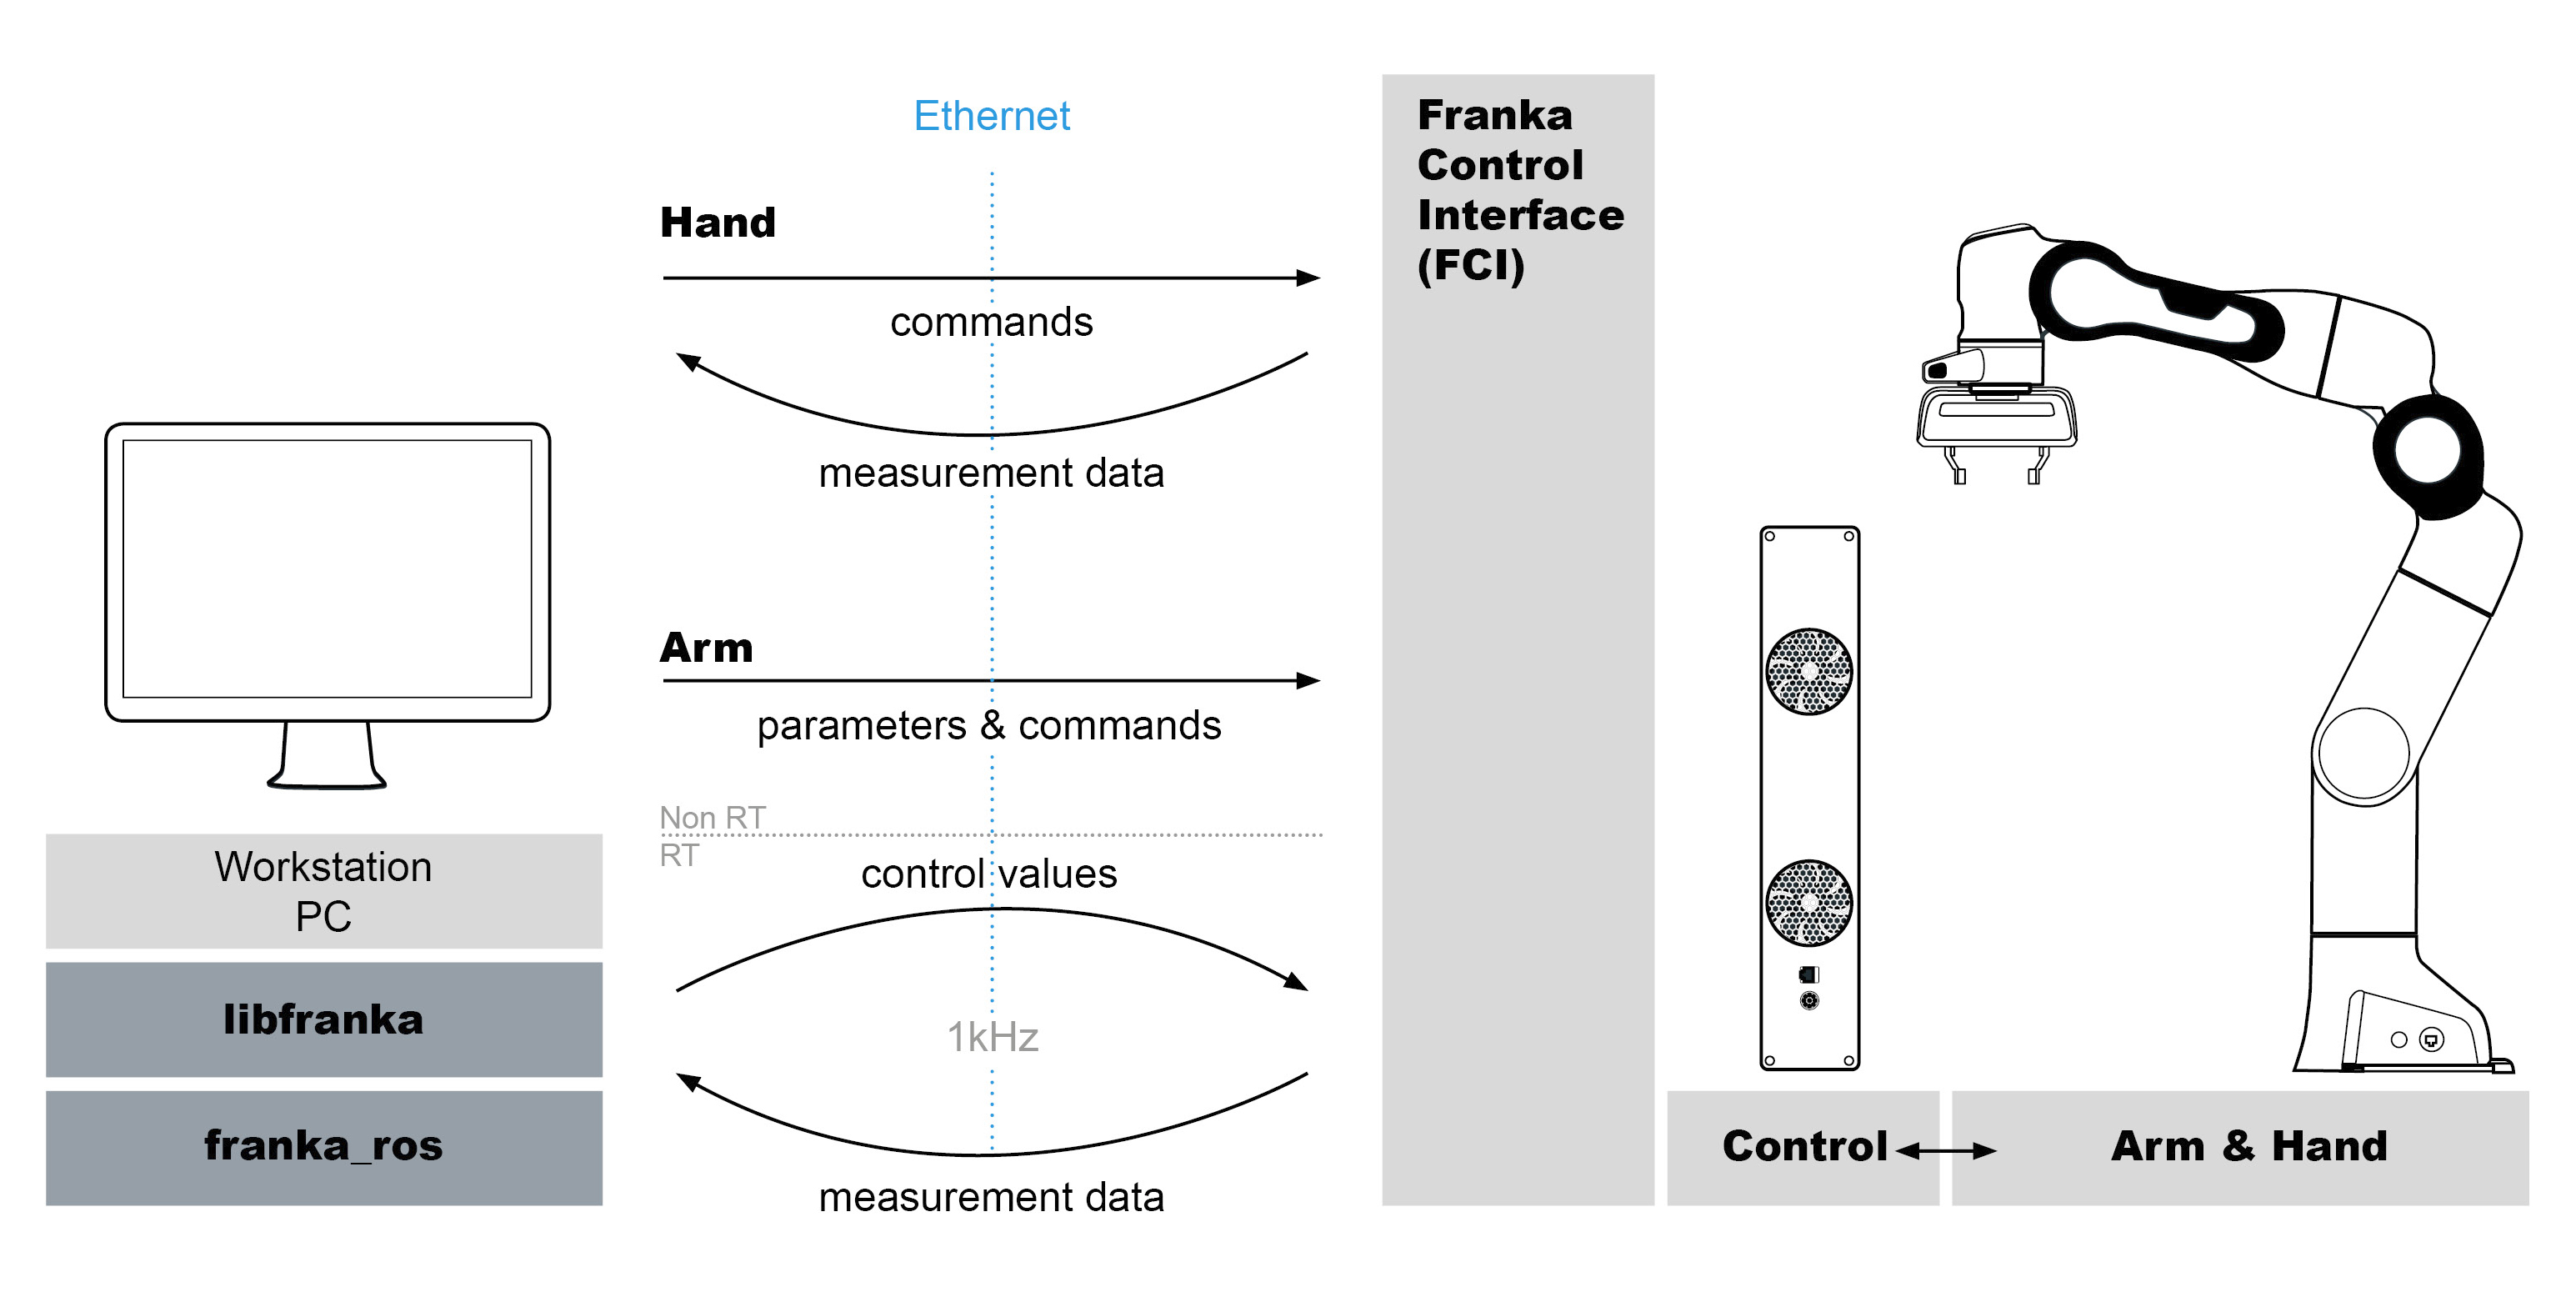 Ethernet
Hand
commands
measurement data
Arm
parameters & commands
Non RT
RT
control values
1kHz
measurement data
Workstation
PC
libfranka
franka_ros
Franka
Control
Interface
(FCI)
Control
Arm & Hand